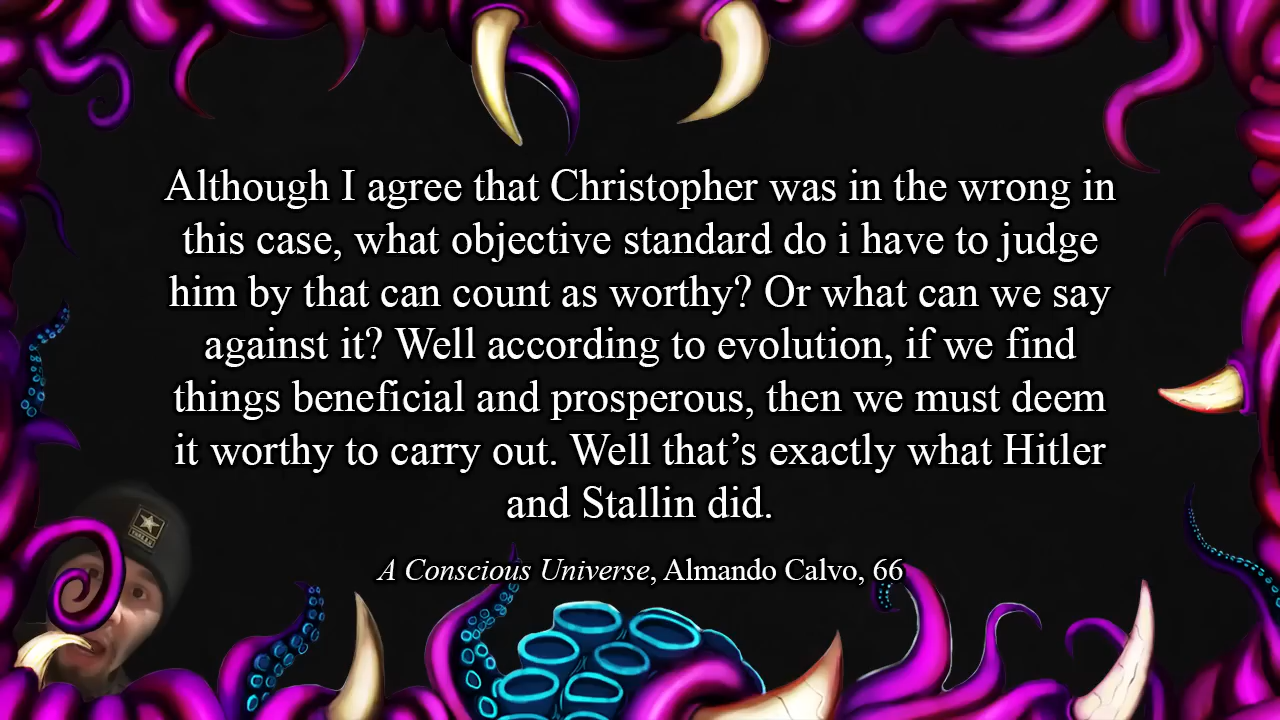 Although I agree that Christopher was in the wrong in
this case, what objective standard do i have to judge
him by that can count as worthy? Or what can we say
against it? Well according to evolution, if we find
things beneficial and prosperous, then we must deem
it worthy to carry out. Well that’s exactly what Hitler
and Stallin did.
A Conscious Universe, Almando Calvo, 66